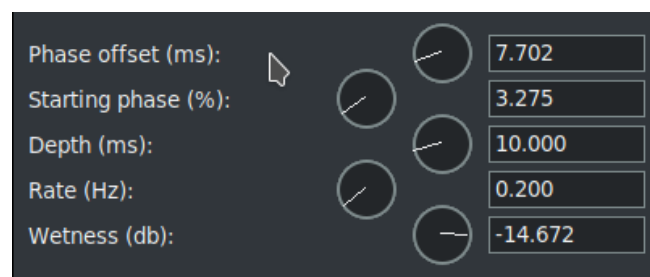 Phase offset (ms): 7.702
Starting phase (%): 3.275
Depth (ms): 10.000
Rate (Hz): 0.200
Wetness (db): -14.672